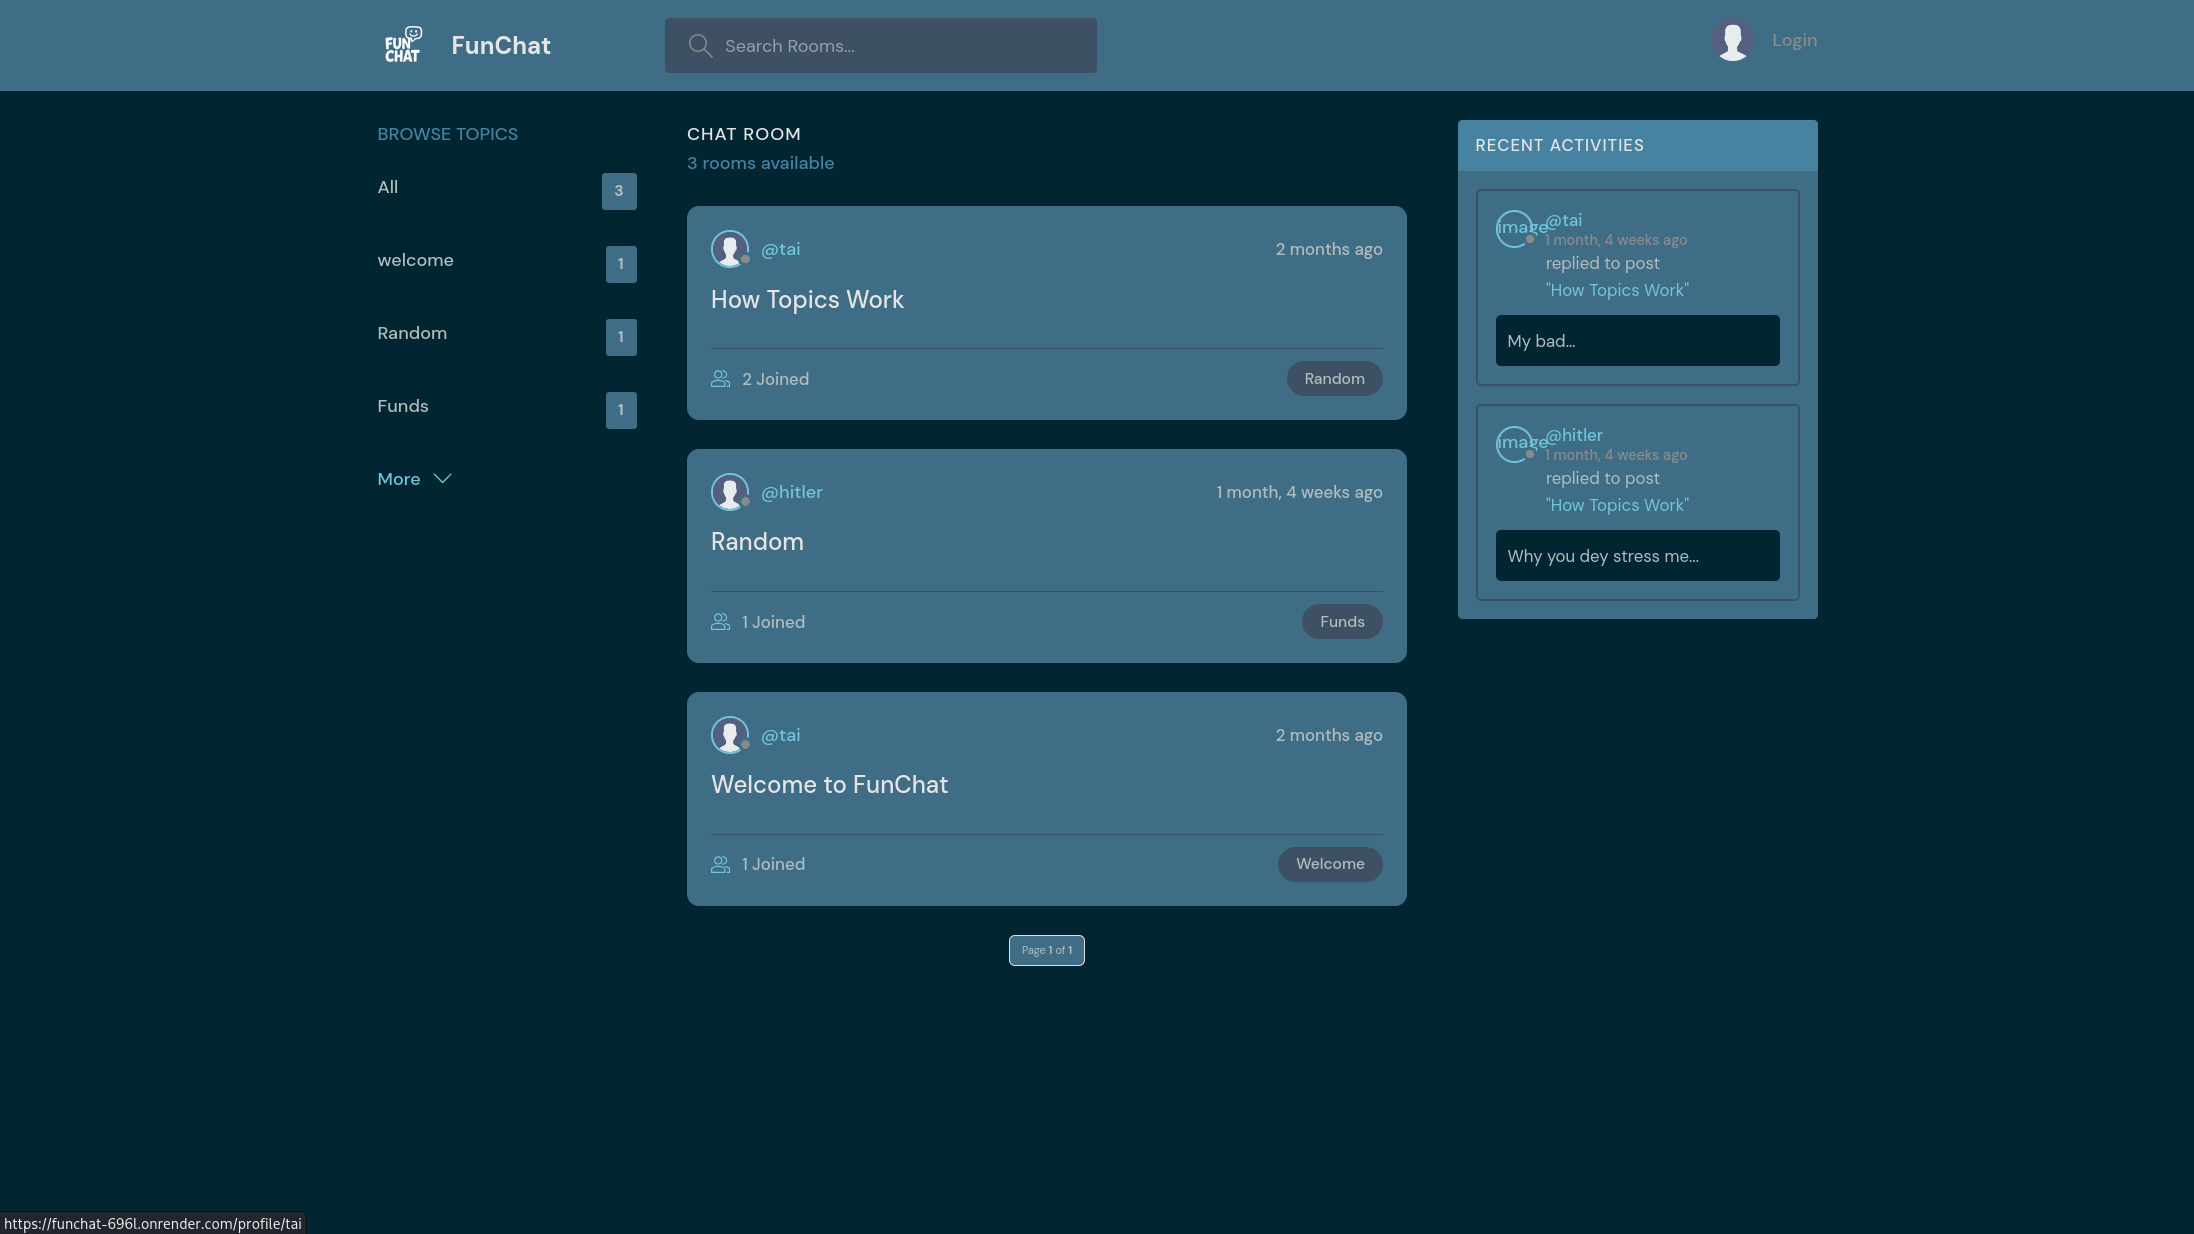 FUN
CHAT
FunChat
Search Rooms...
Login
BROWSE TOPICS
All 3
welcome 1
Random 1
Funds 1
More
CHAT ROOM
3 rooms available
@tai 2 months ago
How Topics Work
2 Joined Random
@hitler 1 month, 4 weeks ago
Random
1 Joined Funds
@tai 2 months ago
Welcome to FunChat
1 Joined Welcome
Page 1 of 1
RECENT ACTIVITIES
image @tai
1 month, 4 weeks ago
replied to post
"How Topics Work"
My bad...
image @hitler
1 month, 4 weeks ago
replied to post
"How Topics Work"
Why you dey stress me...
https://funchat-696l.onrender.com/profile/tai